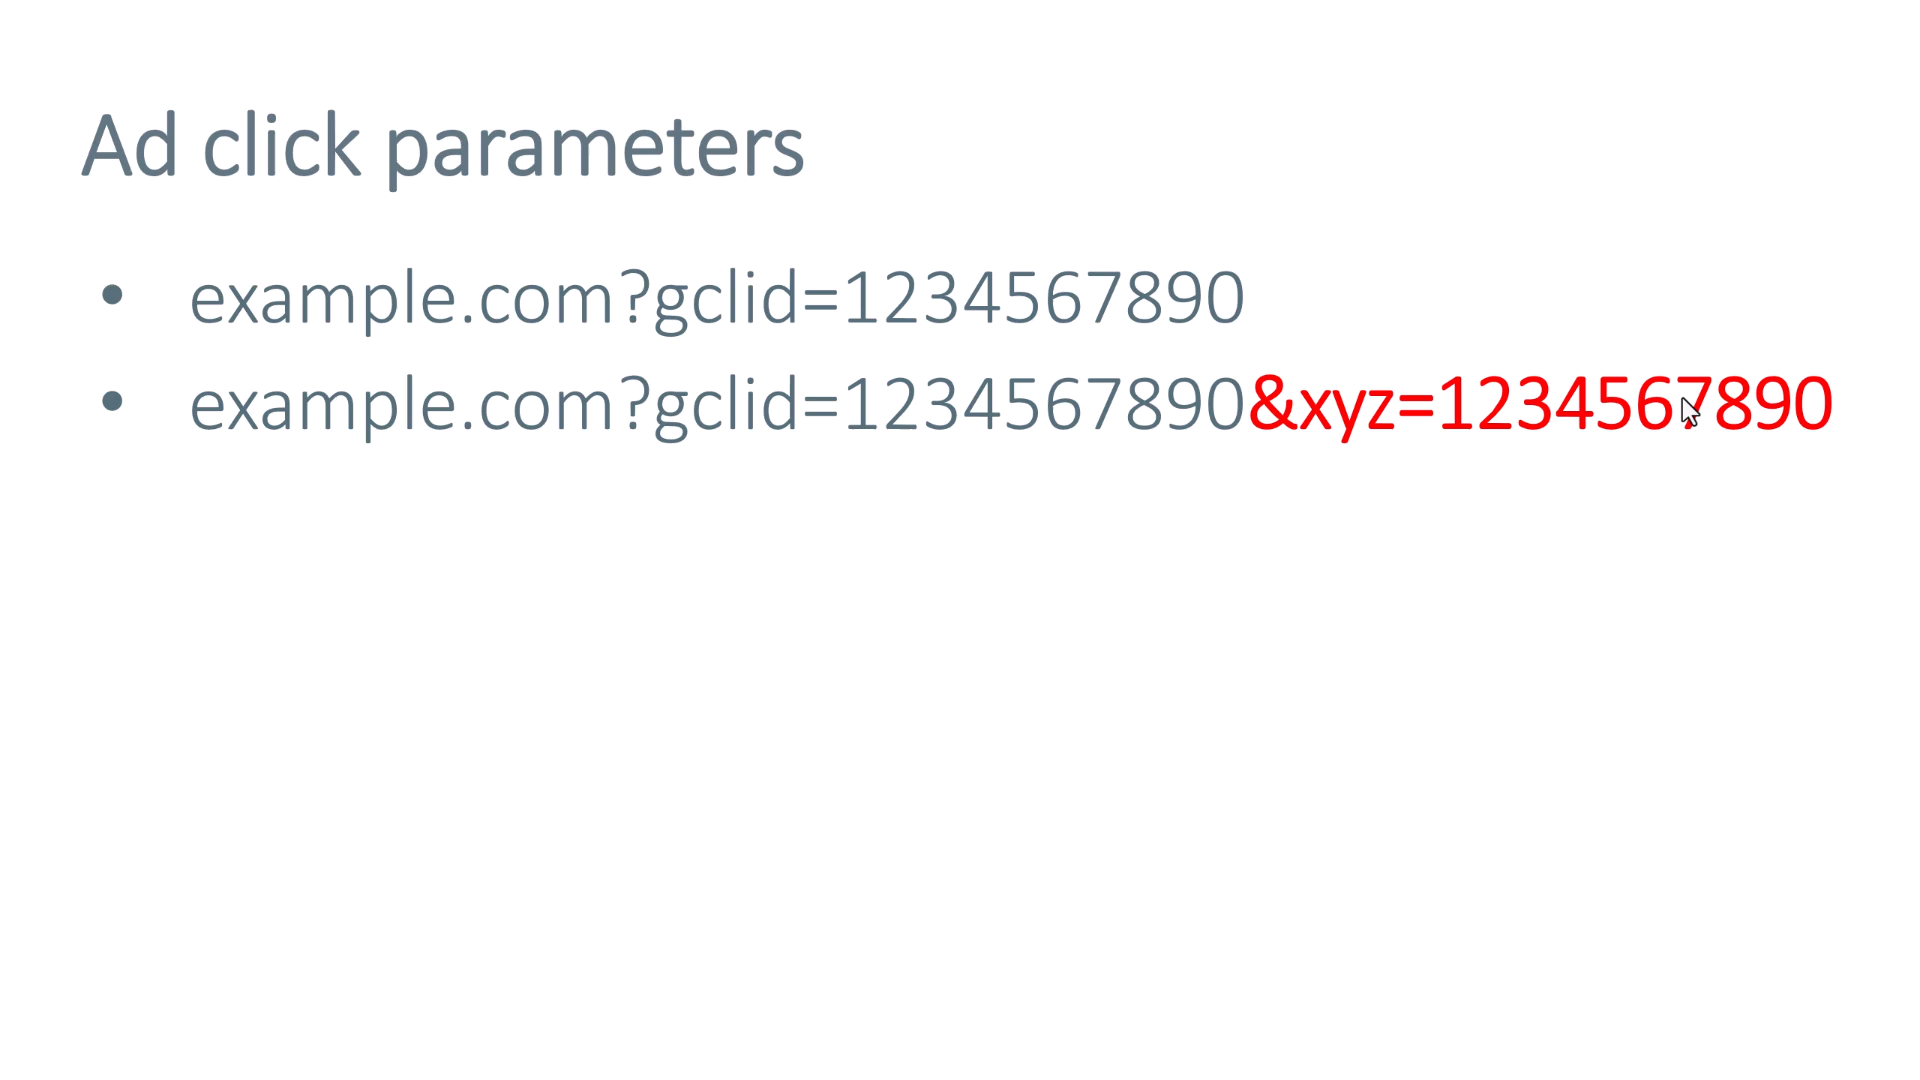 Ad click parameters
• example.com?gclid=1234567890
• example.com?gclid=1234567890&xyz=1234567890